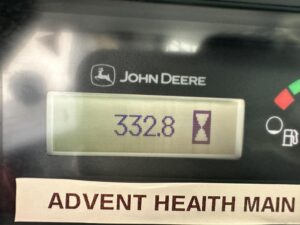 JOHN DEERE
332.8
ADVENT HEAITH MAIN